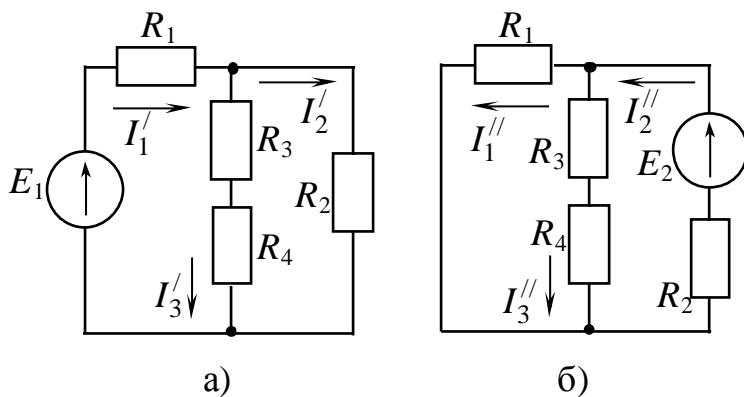 R₁
I₁′
I₂′
R₃
E₁
R₂
R₄
I₃′
а)
R₁
I₁″
I₂″
R₃
E₂
R₄
R₂
I₃″
б)